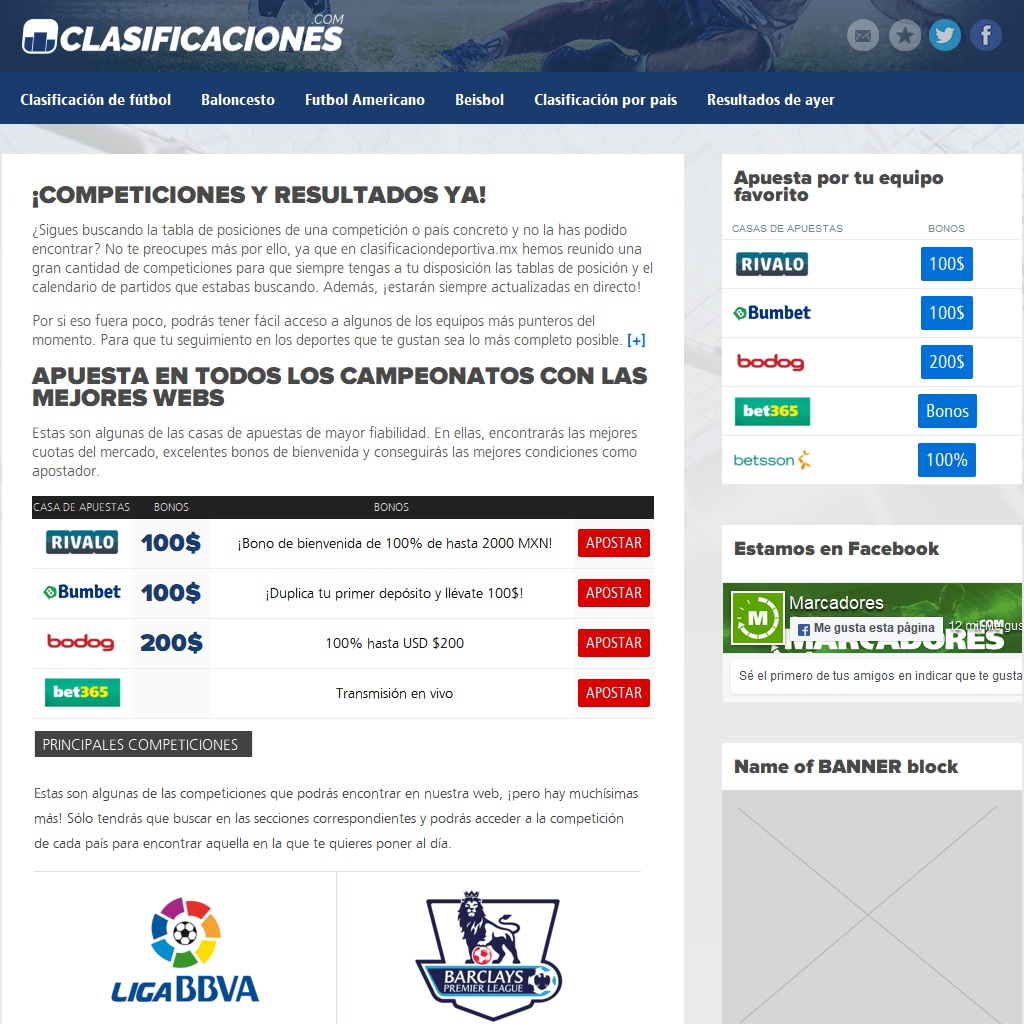 CLASIFICACIONES.COM
Clasificación de fútbol
Baloncesto
Futbol Americano
Beisbol
Clasificación por país
Resultados de ayer
¡COMPETICIONES Y RESULTADOS YA!
¿Sigues buscando la tabla de posiciones de una competición o país concreto y no la has podido
encontrar? No te preocupes más por ello, ya que en clasificaciondeportiva.mx hemos reunido una
gran cantidad de competiciones para que siempre tengas a tu disposición las tablas de posición y el
calendario de partidos que estabas buscando. Además, ¡estarán siempre actualizadas en directo!
Por si eso fuera poco, podrás tener fácil acceso a algunos de los equipos más punteros del
momento. Para que tu seguimiento en los deportes que te gustan sea lo más completo posible. [+]
APUESTA EN TODOS LOS CAMPEONATOS CON LAS
MEJORES WEBS
Estas son algunas de las casas de apuestas de mayor fiabilidad. En ellas, encontrarás las mejores
cuotas del mercado, excelentes bonos de bienvenida y conseguirás las mejores condiciones como
apostador.
CASA DE APUESTAS BONOS BONOS
RIVALO 100$ ¡Bono de bienvenida de 100% de hasta 2000 MXN! APOSTAR
Bumbet 100$ ¡Duplica tu primer depósito y llévate 100$! APOSTAR
bodog 200$ 100% hasta USD $200 APOSTAR
bet365 Transmisión en vivo APOSTAR
PRINCIPALES COMPETICIONES
Estas son algunas de las competiciones que podrás encontrar en nuestra web, ¡pero hay muchísimas
más! Sólo tendrás que buscar en las secciones correspondientes y podrás acceder a la competición
de cada país para encontrar aquella en la que te quieres poner al día.
LIGA BBVA
BARCLAYS
PREMIER LEAGUE
Apuesta por tu equipo
favorito
CASAS DE APUESTAS BONOS
RIVALO 100$
Bumbet 100$
bodog 200$
bet365 Bonos
betsson 100%
Estamos en Facebook
M
Marcadores
Me gusta esta página
12 mil Me gus
MARCADORES.COM
Sé el primero de tus amigos en indicar que te gusta
Name of BANNER block